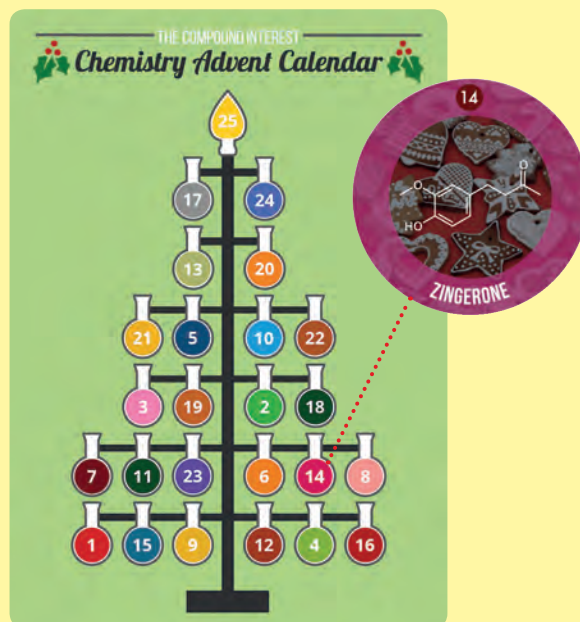 THE COMPOUND INTEREST
Chemistry Advent Calendar
14
O
O
HO
ZINGERONE
25
17 24
13 20
21 5 10 22
3 19 2 18
7 11 23 6 14 8
1 15 9 12 4 16